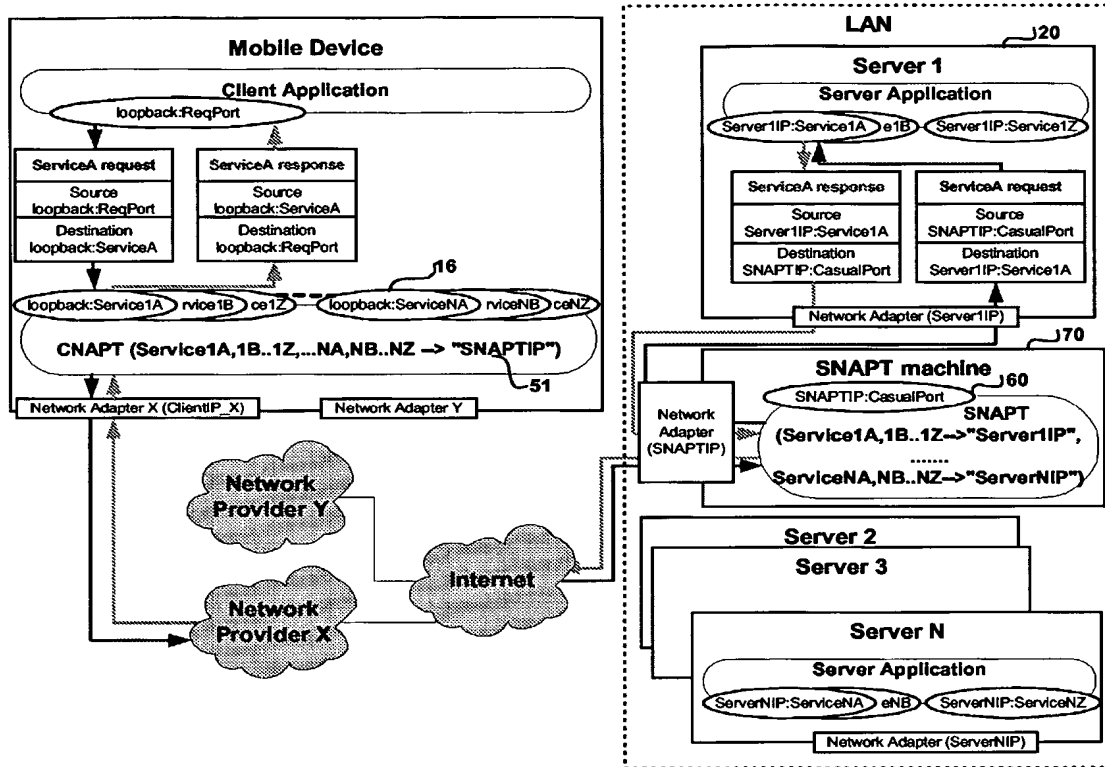 Mobile Device
Client Application
loopback:ReqPort
ServiceA request
Source
loopback:ReqPort
Destination
loopback:ServiceA
ServiceA response
Source
loopback:ServiceA
Destination
loopback:ReqPort
16
loopback:Service1A
rvice1B
ce1Z
loopback:ServiceNA
rviceNB
ceNZ
CNAPT (Service1A,1B..1Z,...NA,NB..NZ --> "SNAPTIP")
51
Network Adapter X (ClientIP_X)
Network Adapter Y
Network
Provider Y
Network
Provider X
Internet
LAN
20
Server 1
Server Application
Server1IP:Service1A
e1B
Server1IP:Service1Z
ServiceA response
Source
Server1IP:Service1A
Destination
SNAPTIP:CasualPort
ServiceA request
Source
SNAPTIP:CasualPort
Destination
Server1IP:Service1A
Network Adapter (Server1IP)
70
SNAPT machine
60
SNAPTIP:CasualPort
Network
Adapter
(SNAPTIP)
SNAPT
(Service1A,1B..1Z-->"Server1IP",
.......
ServiceNA,NB..NZ-->"ServerNIP")
Server 2
Server 3
Server N
Server Application
ServerNIP:ServiceNA
eNB
ServerNIP:ServiceNZ
Network Adapter (ServerNIP)